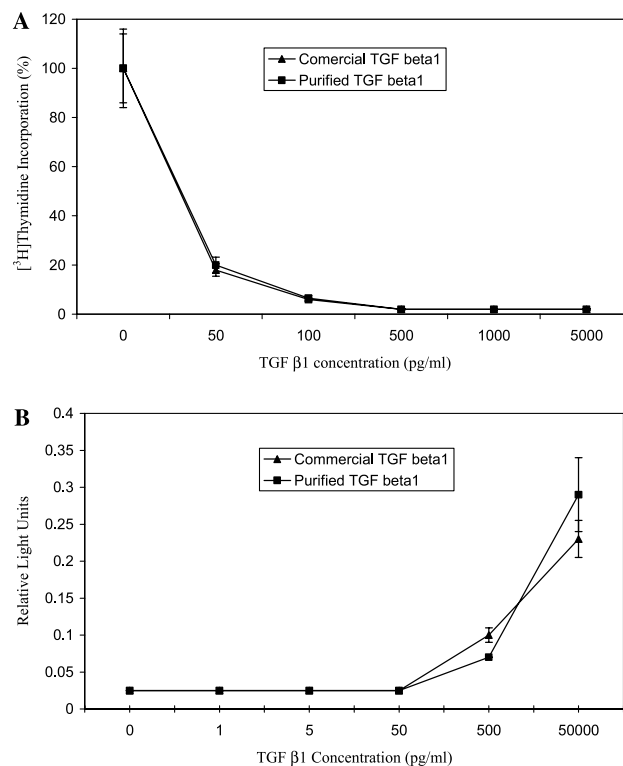 A
120
100
80
60
40
20
0
[³H]Thymidine Incorporation (%)
Comercial TGF beta1
Purified TGF beta1
0 50 100 500 1000 5000
TGF β1 concentration (pg/ml)
B
0.4
0.35
0.3
0.25
0.2
0.15
0.1
0.05
0
Relative Light Units
Commercial TGF beta1
Purified TGF beta1
0 1 5 50 500 50000
TGF β1 Concentration (pg/ml)